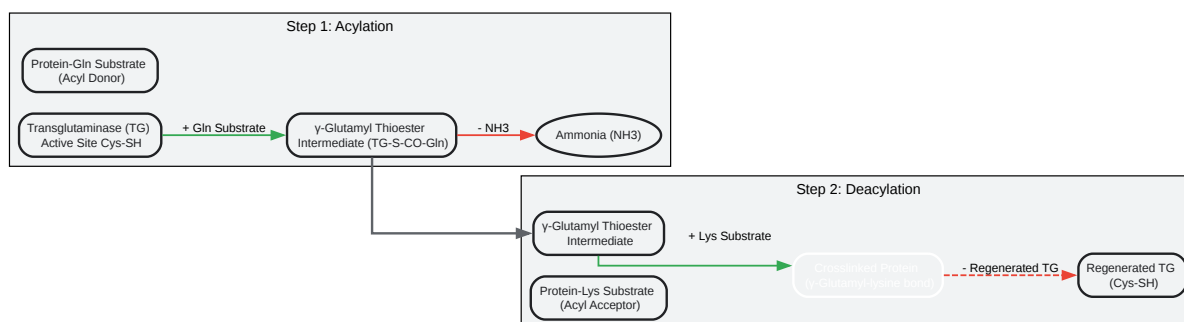 Step 1: Acylation
Protein-Gln Substrate
(Acyl Donor)
Transglutaminase (TG)
Active Site Cys-SH
+ Gln Substrate
γ-Glutamyl Thioester
Intermediate (TG-S-CO-Gln)
- NH3
Ammonia (NH3)
Step 2: Deacylation
γ-Glutamyl Thioester
Intermediate
+ Lys Substrate
Protein-Lys Substrate
(Acyl Acceptor)
Crosslinked Protein
(γ-Glutamyl-lysine bond)
- Regenerated TG
Regenerated TG
(Cys-SH)